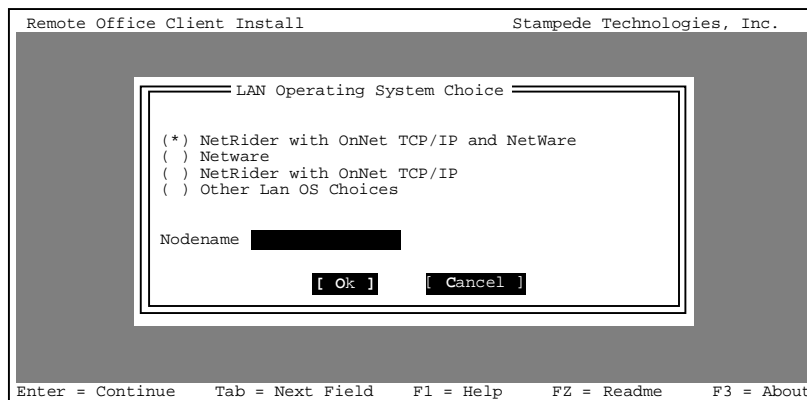 Remote Office Client Install Stampede Technologies, Inc.
LAN Operating System Choice
(*) NetRider with OnNet TCP/IP and NetWare
( ) Netware
( ) NetRider with OnNet TCP/IP
( ) Other Lan OS Choices
Nodename
[ Ok ] [ Cancel ]
Enter = Continue Tab = Next Field F1 = Help FZ = Readme F3 = About